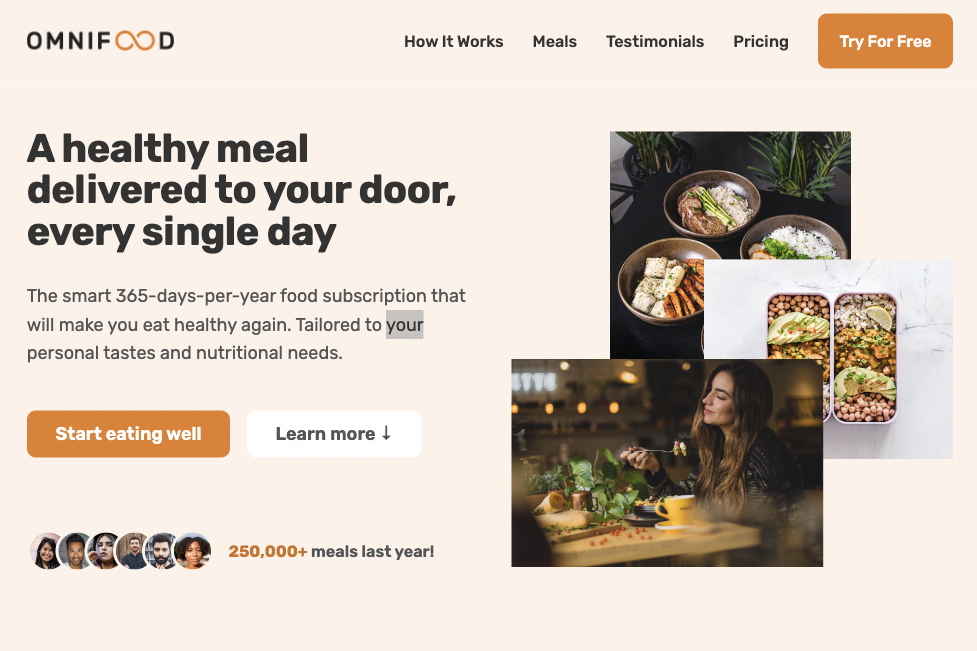 OMNIFOOD
How It Works
Meals
Testimonials
Pricing
Try For Free
A healthy meal
delivered to your door,
every single day
The smart 365-days-per-year food subscription that
will make you eat healthy again. Tailored to your
personal tastes and nutritional needs.
Start eating well
Learn more ↓
250,000+ meals last year!